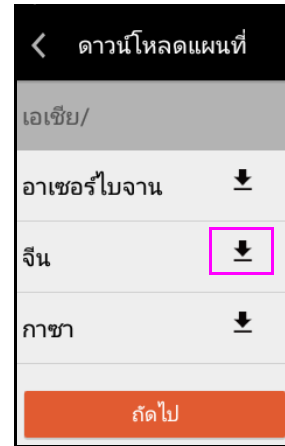 ดาวน์โหลดแผนที่
เอเชีย/
อาเซอร์ไบจาน
จีน
กาซา
ถัดไป